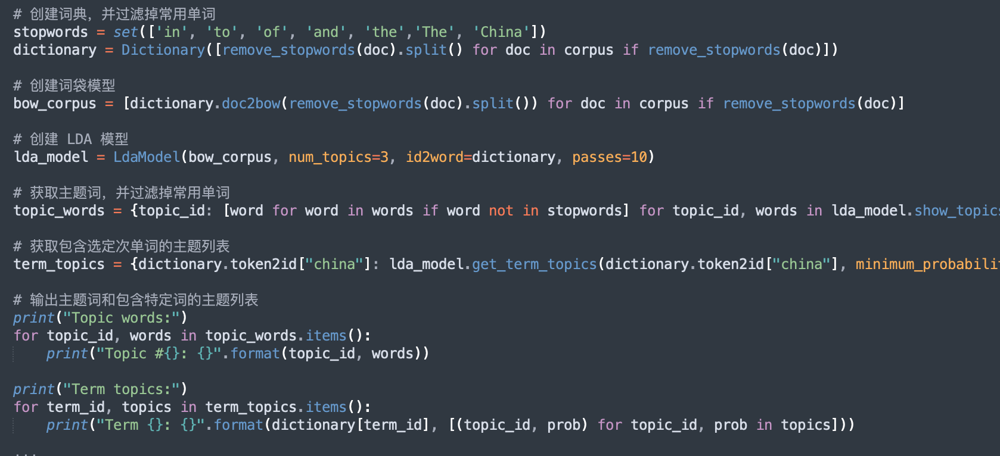 # 创建词典，并过滤掉常用单词
stopwords = set(['in', 'to', 'of', 'and', 'the','The', 'China'])
dictionary = Dictionary([remove_stopwords(doc).split() for doc in corpus if remove_stopwords(doc)])
# 创建词袋模型
bow_corpus = [dictionary.doc2bow(remove_stopwords(doc).split()) for doc in corpus if remove_stopwords(doc)]
# 创建 LDA 模型
lda_model = LdaModel(bow_corpus, num_topics=3, id2word=dictionary, passes=10)
# 获取主题词，并过滤掉常用单词
topic_words = {topic_id: [word for word in words if word not in stopwords] for topic_id, words in lda_model.show_topics
# 获取包含选定次单词的主题列表
term_topics = {dictionary.token2id["china"]: lda_model.get_term_topics(dictionary.token2id["china"], minimum_probabili
# 输出主题词和包含特定词的主题列表
print("Topic words:")
for topic_id, words in topic_words.items():
    print("Topic #{}: {}".format(topic_id, words))
print("Term topics:")
for term_id, topics in term_topics.items():
    print("Term {}: {}".format(dictionary[term_id], [(topic_id, prob) for topic_id, prob in topics]))